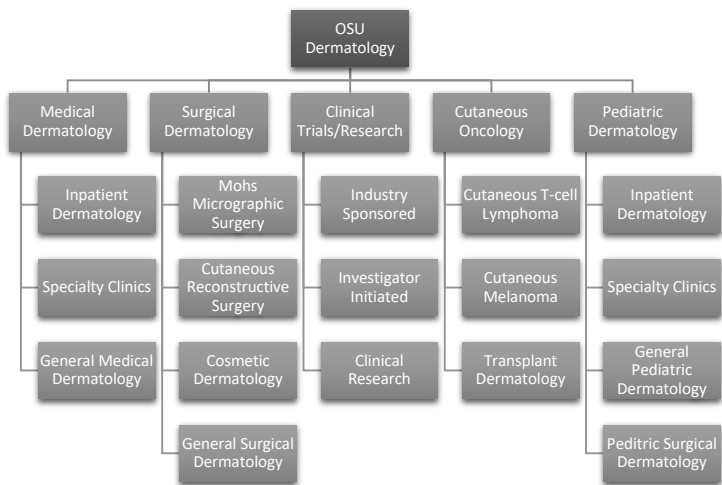 OSU
Dermatology
Medical
Dermatology
Inpatient
Dermatology
Specialty Clinics
General Medical
Dermatology
Surgical
Dermatology
Mohs
Micrographic
Surgery
Cutaneous
Reconstructive
Surgery
Cosmetic
Dermatology
General Surgical
Dermatology
Clinical
Trials/Research
Industry
Sponsored
Investigator
Initiated
Clinical
Research
Cutaneous
Oncology
Cutaneous T-cell
Lymphoma
Cutaneous
Melanoma
Transplant
Dermatology
Pediatric
Dermatology
Inpatient
Dermatology
Specialty Clinics
General
Pediatric
Dermatology
Peditric Surgical
Dermatology